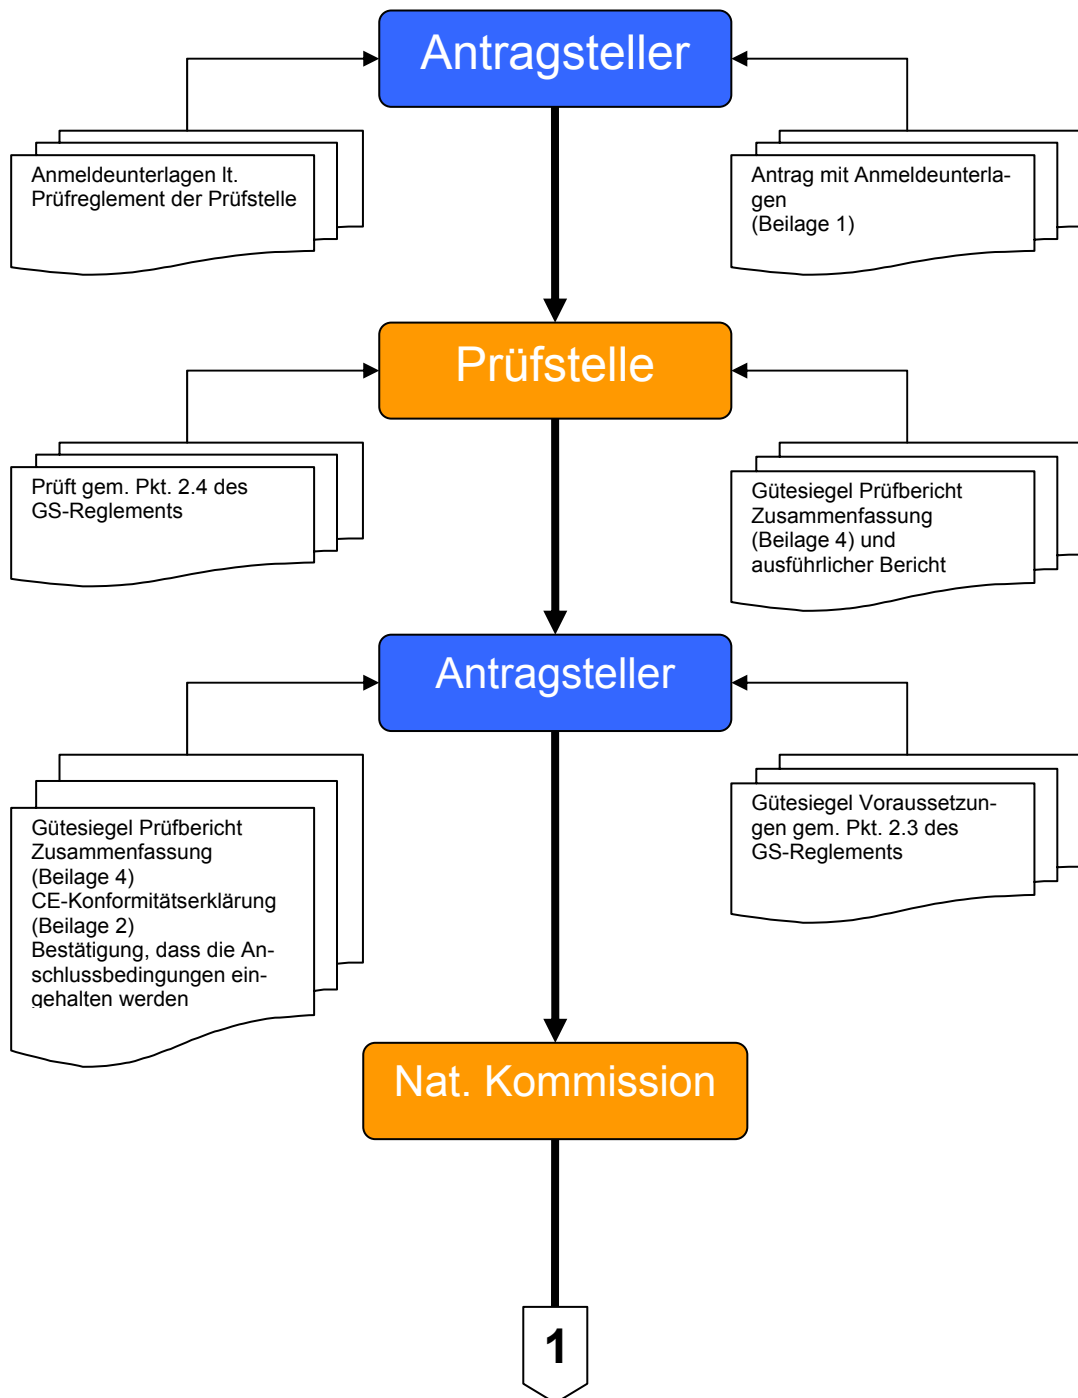 Antragsteller
Anmeldeunterlagen lt.
Prüfreglement der Prüfstelle
Antrag mit Anmeldeunterla-
gen
(Beilage 1)
Prüfstelle
Prüft gem. Pkt. 2.4 des
GS-Reglements
Gütesiegel Prüfbericht
Zusammenfassung
(Beilage 4) und
ausführlicher Bericht
Antragsteller
Gütesiegel Prüfbericht
Zusammenfassung
(Beilage 4)
CE-Konformitätserklärung
(Beilage 2)
Bestätigung, dass die An-
schlussbedingungen ein-
gehalten werden
Gütesiegel Voraussetzun-
gen gem. Pkt. 2.3 des
GS-Reglements
Nat. Kommission
1